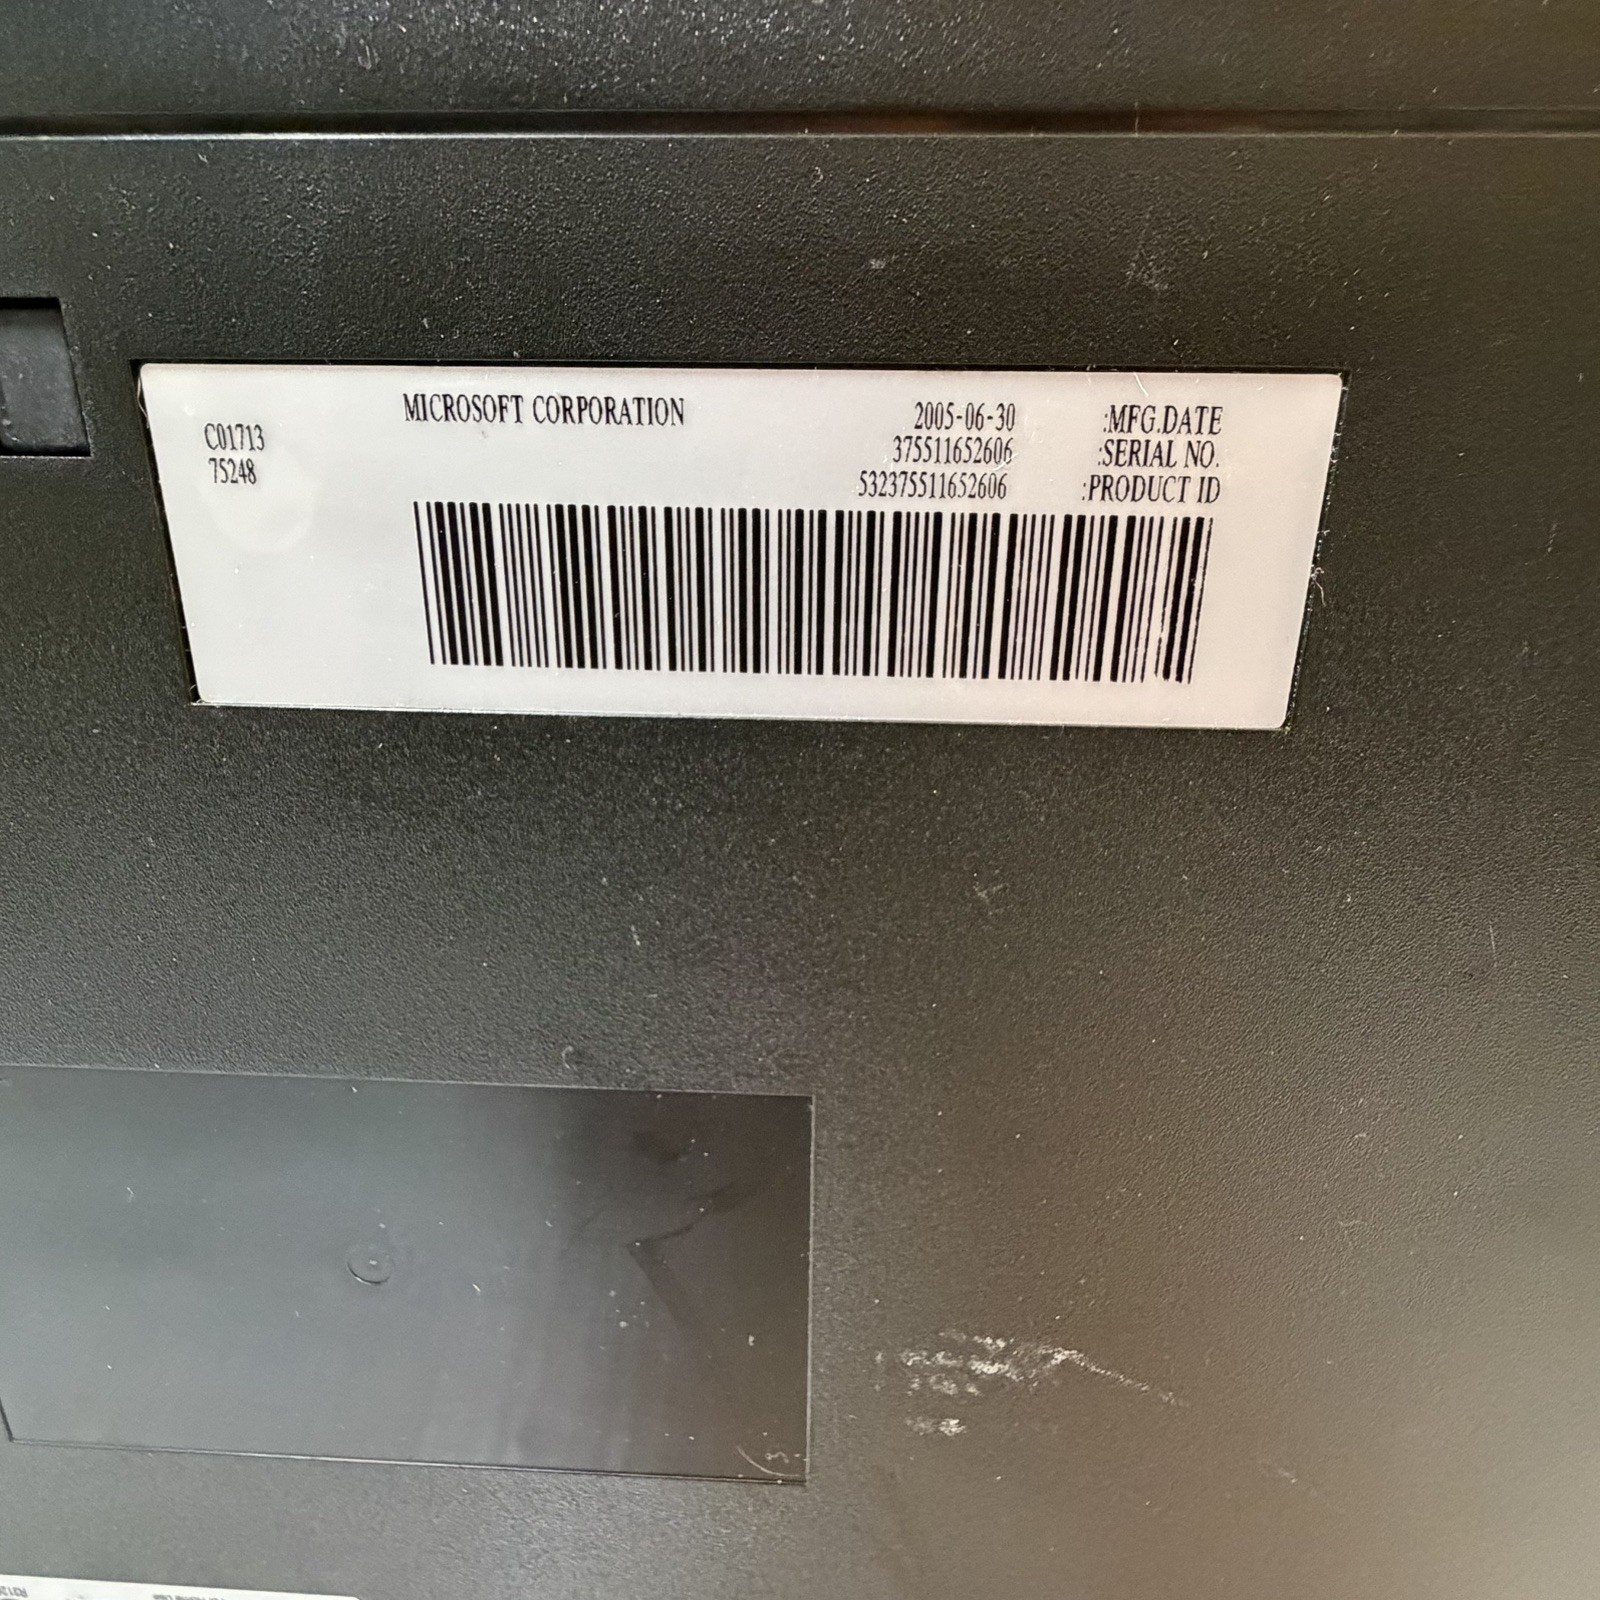 MICROSOFT CORPORATION
C01713
75248
2005-06-30 :MFG.DATE
375511652606 :SERIAL NO.
532375511652606 :PRODUCT ID